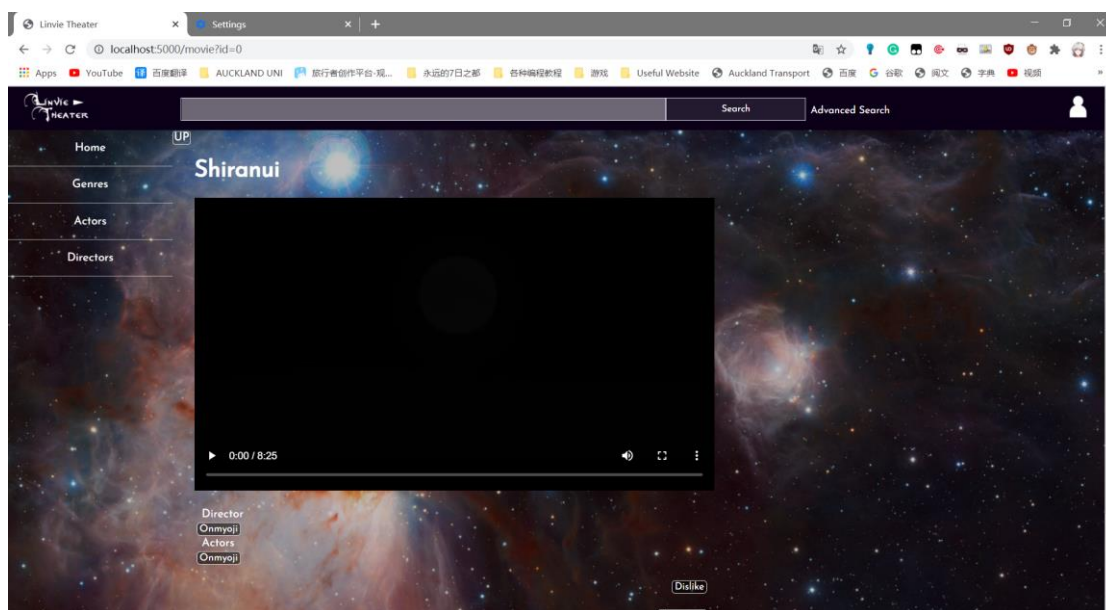 Linvie Theater
Settings
localhost:5000/movie?id=0
Apps YouTube 译 百度翻译 AUCKLAND UNI 旅行者创作平台-观... 永远的7日之都 各种编程教程 游戏 Useful Website Auckland Transport 百度 谷歌 阅文 字典 视频 »
LINVIE THEATER
Search Advanced Search
UP
Home
Shiranui
Genres
Actors
Directors
0:00 / 8:25
Director
Onmyoji
Actors
Onmyoji
Dislike